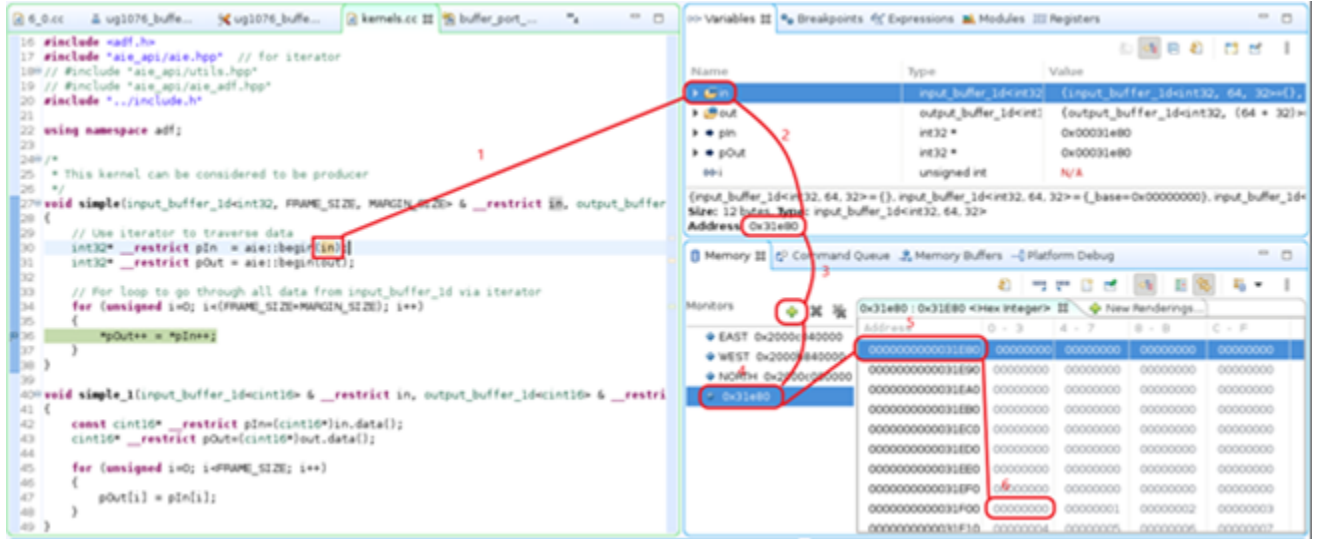 6_0.cc ug1076_buffe... ug1076_buffe... kernels.cc buffer_port_...
16 #include <adf.h>
17 #include "aie_api/aie.hpp" // for iterator
18 // #include "aie_api/utils.hpp"
19 // #include "aie_api/aie_adf.hpp"
20 #include "../include.h"
21
22 using namespace adf;
23
24 /*
25 * This kernel can be considered to be producer
26 */
27 void simple(input_buffer_1d<int32, FRAME_SIZE, MARGIN_SIZE> & __restrict in, output_buffer
28 {
29 // Use iterator to traverse data
30 int32* __restrict pIn = aie::begin(in);
31 int32* __restrict pOut = aie::begin(out);
32
33 // For loop to go through all data from input_buffer_1d via iterator
34 for (unsigned i=0; i<(FRAME_SIZE+MARGIN_SIZE); i++)
35 {
36 *pOut++ = *pIn++;
37 }
38 }
39
40 void simple_1(input_buffer_1d<cint16> & __restrict in, output_buffer_1d<cint16> & __restri
41 {
42 const cint16* __restrict pIn=(cint16*)in.data();
43 cint16* __restrict pOut=(cint16*)out.data();
44
45 for (unsigned i=0; i<FRAME_SIZE; i++)
46 {
47 pOut[i] = pIn[i];
48 }
49 }
1
Variables Breakpoints Expressions Modules Registers
Name Type Value
in input_buffer_1d<int32 {input_buffer_1d<int32, 64, 32>={},
out output_buffer_1d<int3 {output_buffer_1d<int32, (64 + 32)>=
2
pIn int32 * 0x00031e80
pOut int32 * 0x00031e80
i unsigned int N/A
{input_buffer_1d<int32, 64, 32>={}, input_buffer_1d<int32, 64, 32>={_base=0x00000000}, input_buffer_1d<
Size: 12 bytes, Type: input_buffer_1d<int32, 64, 32>
Address: 0x31e80
Memory Command Queue Memory Buffers Platform Debug
3
Monitors 0x31e80 : 0x31E80 <Hex Integer> New Renderings...
5
Address 0 - 3 4 - 7 8 - B C - F
EAST 0x2000c840000
WEST 0x2000b840000
NORTH 0x2000c080000
4
0x31e80
0000000000031E80 00000000 00000000 00000000 00000000
0000000000031E90 00000000 00000000 00000000 00000000
0000000000031EA0 00000000 00000000 00000000 00000000
0000000000031EB0 00000000 00000000 00000000 00000000
0000000000031EC0 00000000 00000000 00000000 00000000
0000000000031ED0 00000000 00000000 00000000 00000000
0000000000031EE0 00000000 00000000 00000000 00000000
0000000000031EF0 00000000 00000000 00000000 00000000
6
0000000000031F00 00000000 00000001 00000002 00000003
0000000000031F10 00000004 00000005 00000006 00000007